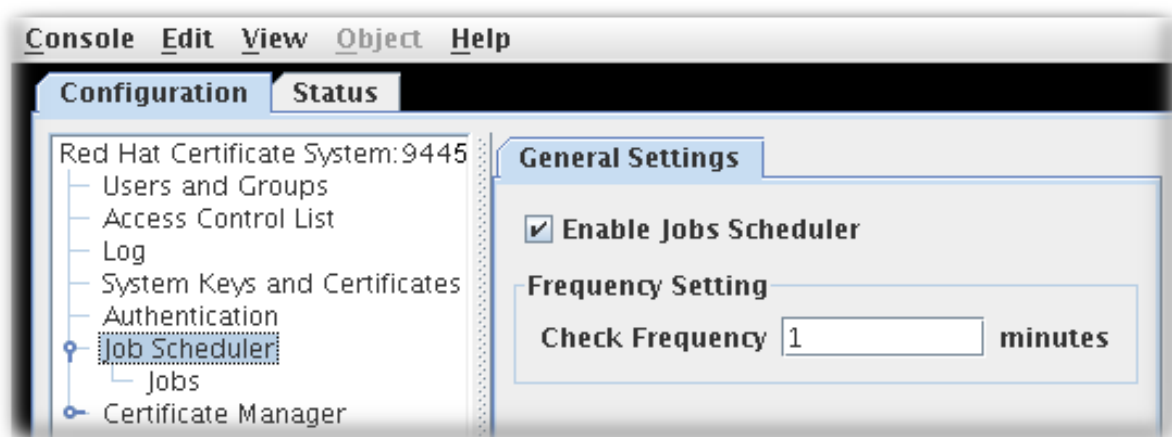 Console Edit View Object Help
Configuration Status
Red Hat Certificate System:9445
Users and Groups
Access Control List
Log
System Keys and Certificates
Authentication
Job Scheduler
Jobs
Certificate Manager
General Settings
Enable Jobs Scheduler
Frequency Setting
Check Frequency 1 minutes